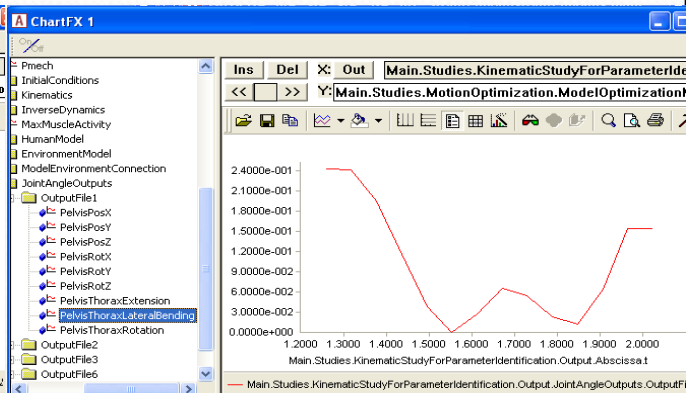 ChartFX 1
On/Off
Pmech
InitialConditions
Kinematics
InverseDynamics
MaxMuscleActivity
HumanModel
EnvironmentModel
ModelEnvironmentConnection
JointAngleOutputs
OutputFile1
PelvisPosX
PelvisPosY
PelvisPosZ
PelvisRotX
PelvisRotY
PelvisRotZ
PelvisThoraxExtension
PelvisThoraxLateralBending
PelvisThoraxRotation
OutputFile2
OutputFile3
OutputFile6
Ins Del X: Out Main.Studies.KinematicStudyForParameterIde
<< >> Y: Main.Studies.MotionOptimization.ModelOptimization
2.4000e-001
2.1000e-001
1.8000e-001
1.5000e-001
1.2000e-001
9.0000e-002
6.0000e-002
3.0000e-002
0.0000e+000
1.2000 1.3000 1.4000 1.5000 1.6000 1.7000 1.8000 1.9000 2.0000
Main.Studies.KinematicStudyForParameterIdentification.Output.Abscissa.t
Main.Studies.KinematicStudyForParameterIdentification.Output.JointAngleOutputs.OutputFi